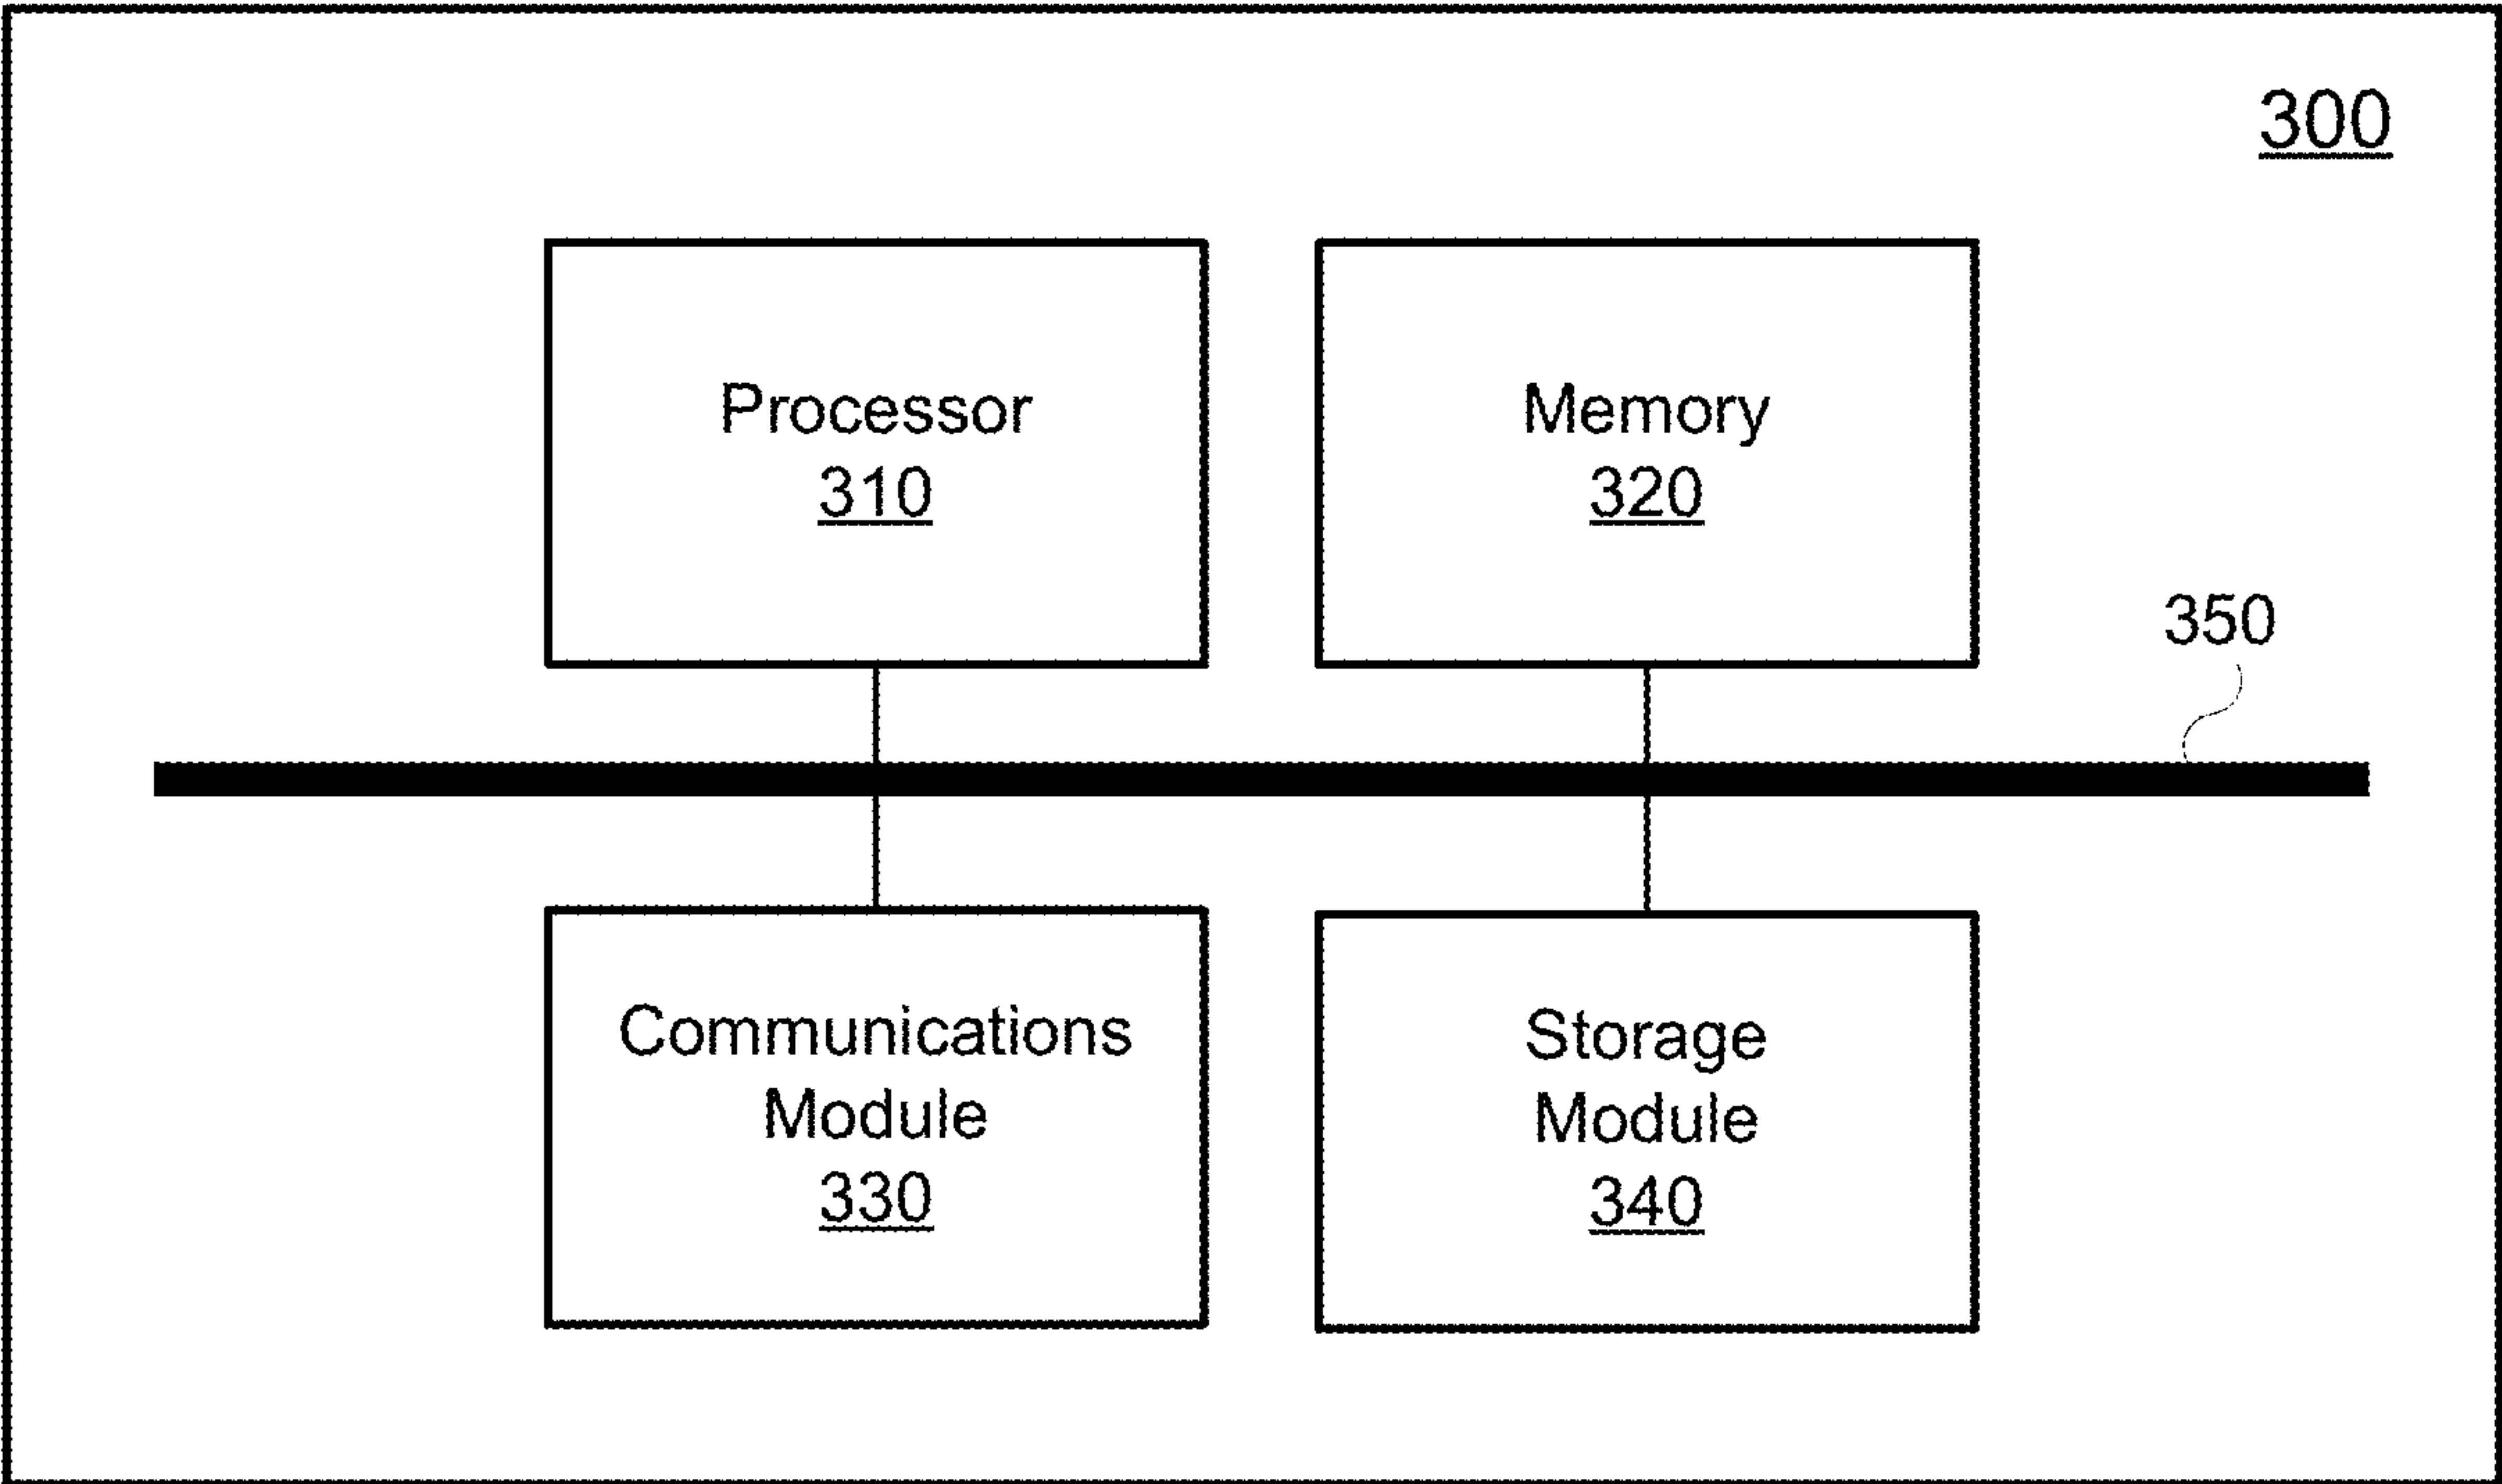 300
Processor
310
Memory
320
350
Communications
Module
330
Storage
Module
340